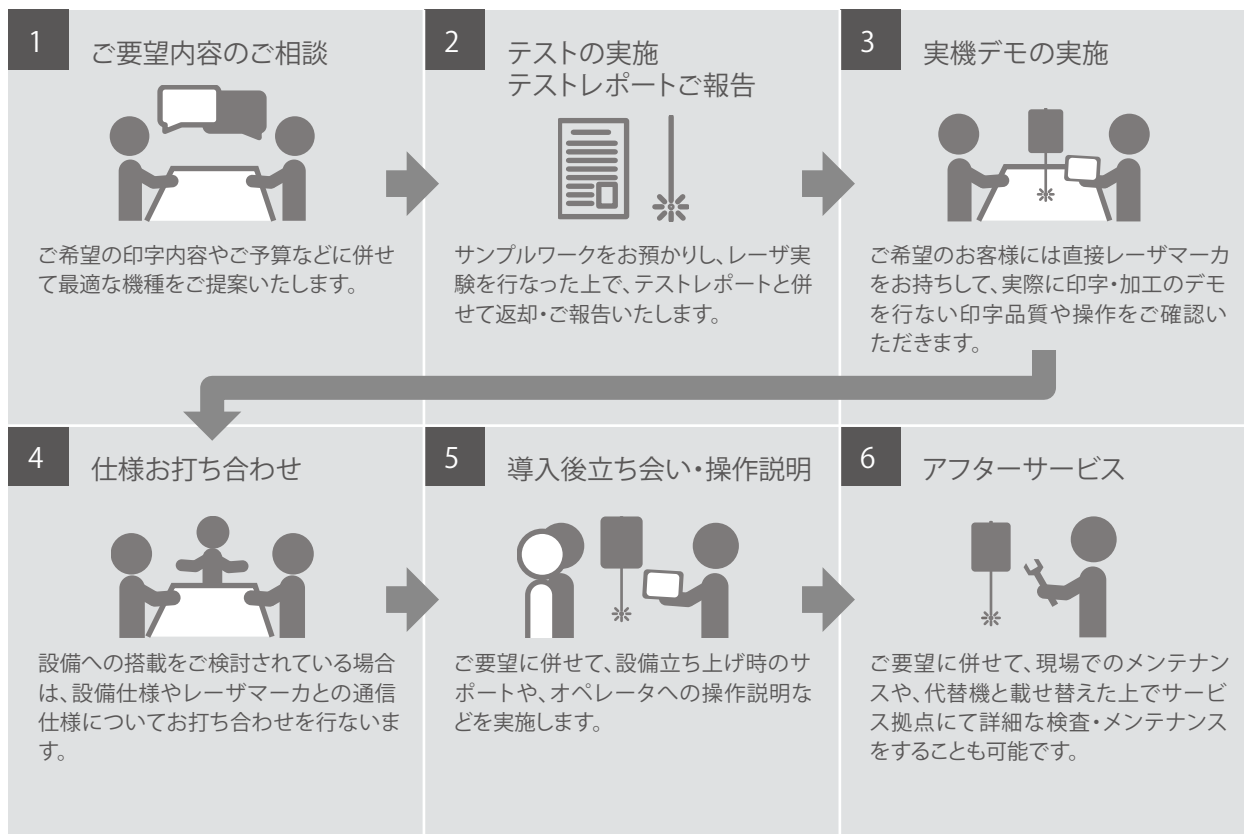 1
ご要望内容のご相談
ご希望の印字内容やご予算などに併せ
て最適な機種をご提案いたします。
2
テストの実施
テストレポートご報告
サンプルワークをお預かりし、レーザ実
験を行なった上で、テストレポートと併
せて返却・ご報告いたします。
3
実機デモの実施
ご希望のお客様には直接レーザマーカ
をお持ちして、実際に印字・加工のデモ
を行ない印字品質や操作をご確認い
ただきます。
4
仕様お打ち合わせ
設備への搭載をご検討されている場合
は、設備仕様やレーザマーカとの通信
仕様についてお打ち合わせを行ないま
す。
5
導入後立ち会い・操作説明
ご要望に併せて、設備立ち上げ時のサ
ポートや、オペレータへの操作説明な
どを実施します。
6
アフターサービス
ご要望に併せて、現場でのメンテナン
スや、代替機と載せ替えた上でサービ
ス拠点にて詳細な検査・メンテナンス
をすることも可能です。